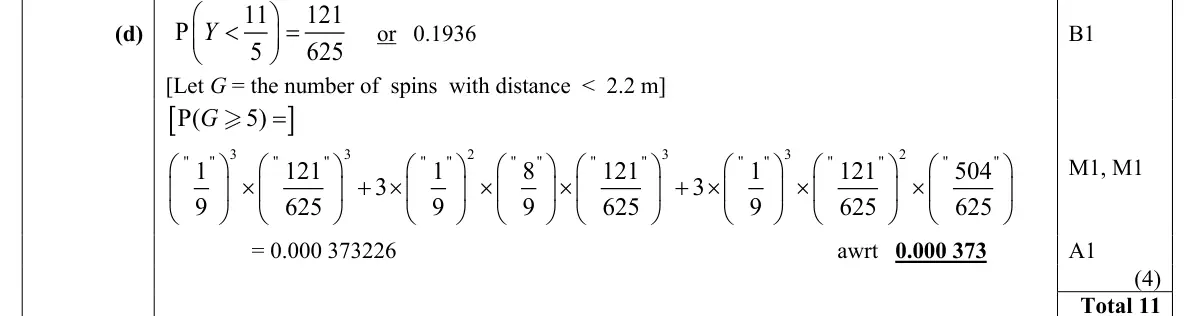 (d) P(Y < 11/5) = 121/625 or 0.1936 B1
[Let G = the number of spins with distance < 2.2 m]
[P(G ⩾ 5) =]
("1/9")³ × ("121/625")³ + 3 × ("1/9")² × ("8/9") × ("121/625")³ + 3 × ("1/9")³ × ("121/625")² × ("504/625") M1, M1
= 0.000 373226 awrt 0.000 373 A1
(4)
Total 11